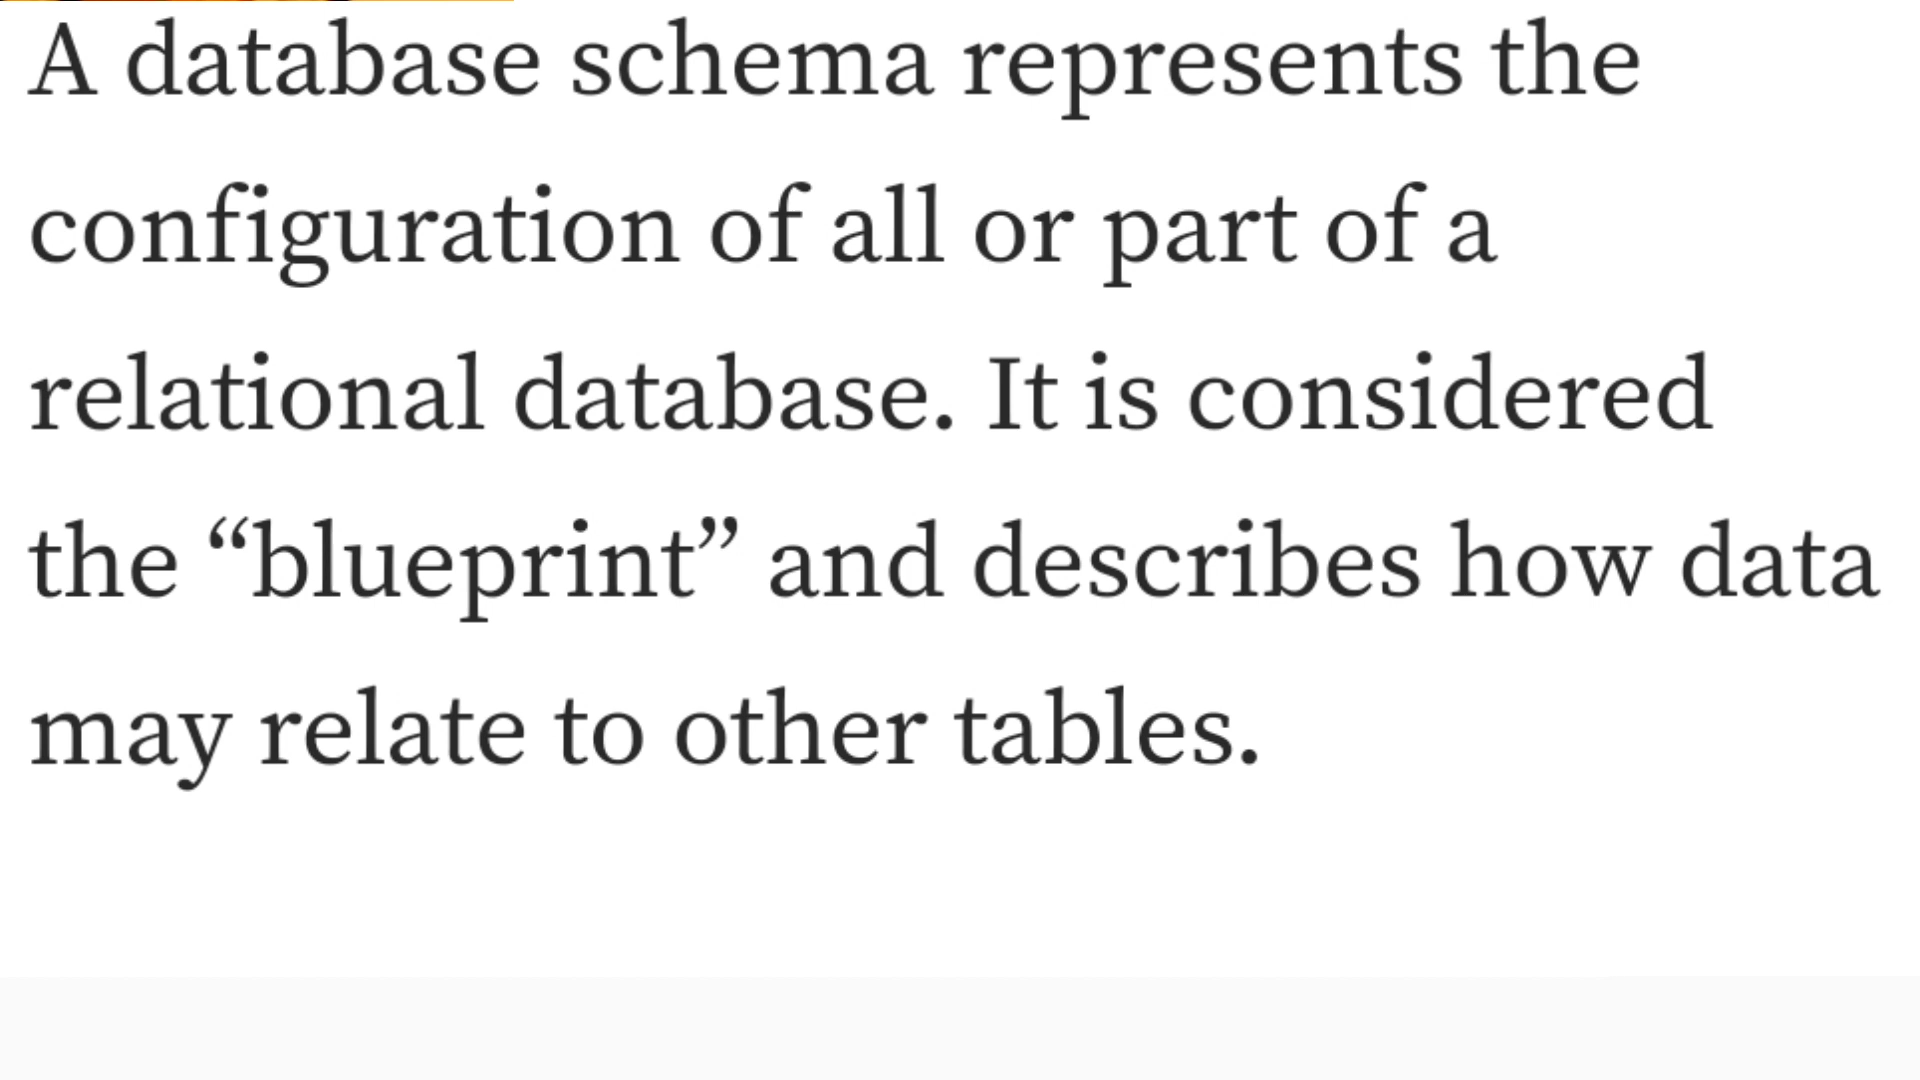 A database schema represents the
configuration of all or part of a
relational database. It is considered
the “blueprint” and describes how data
may relate to other tables.